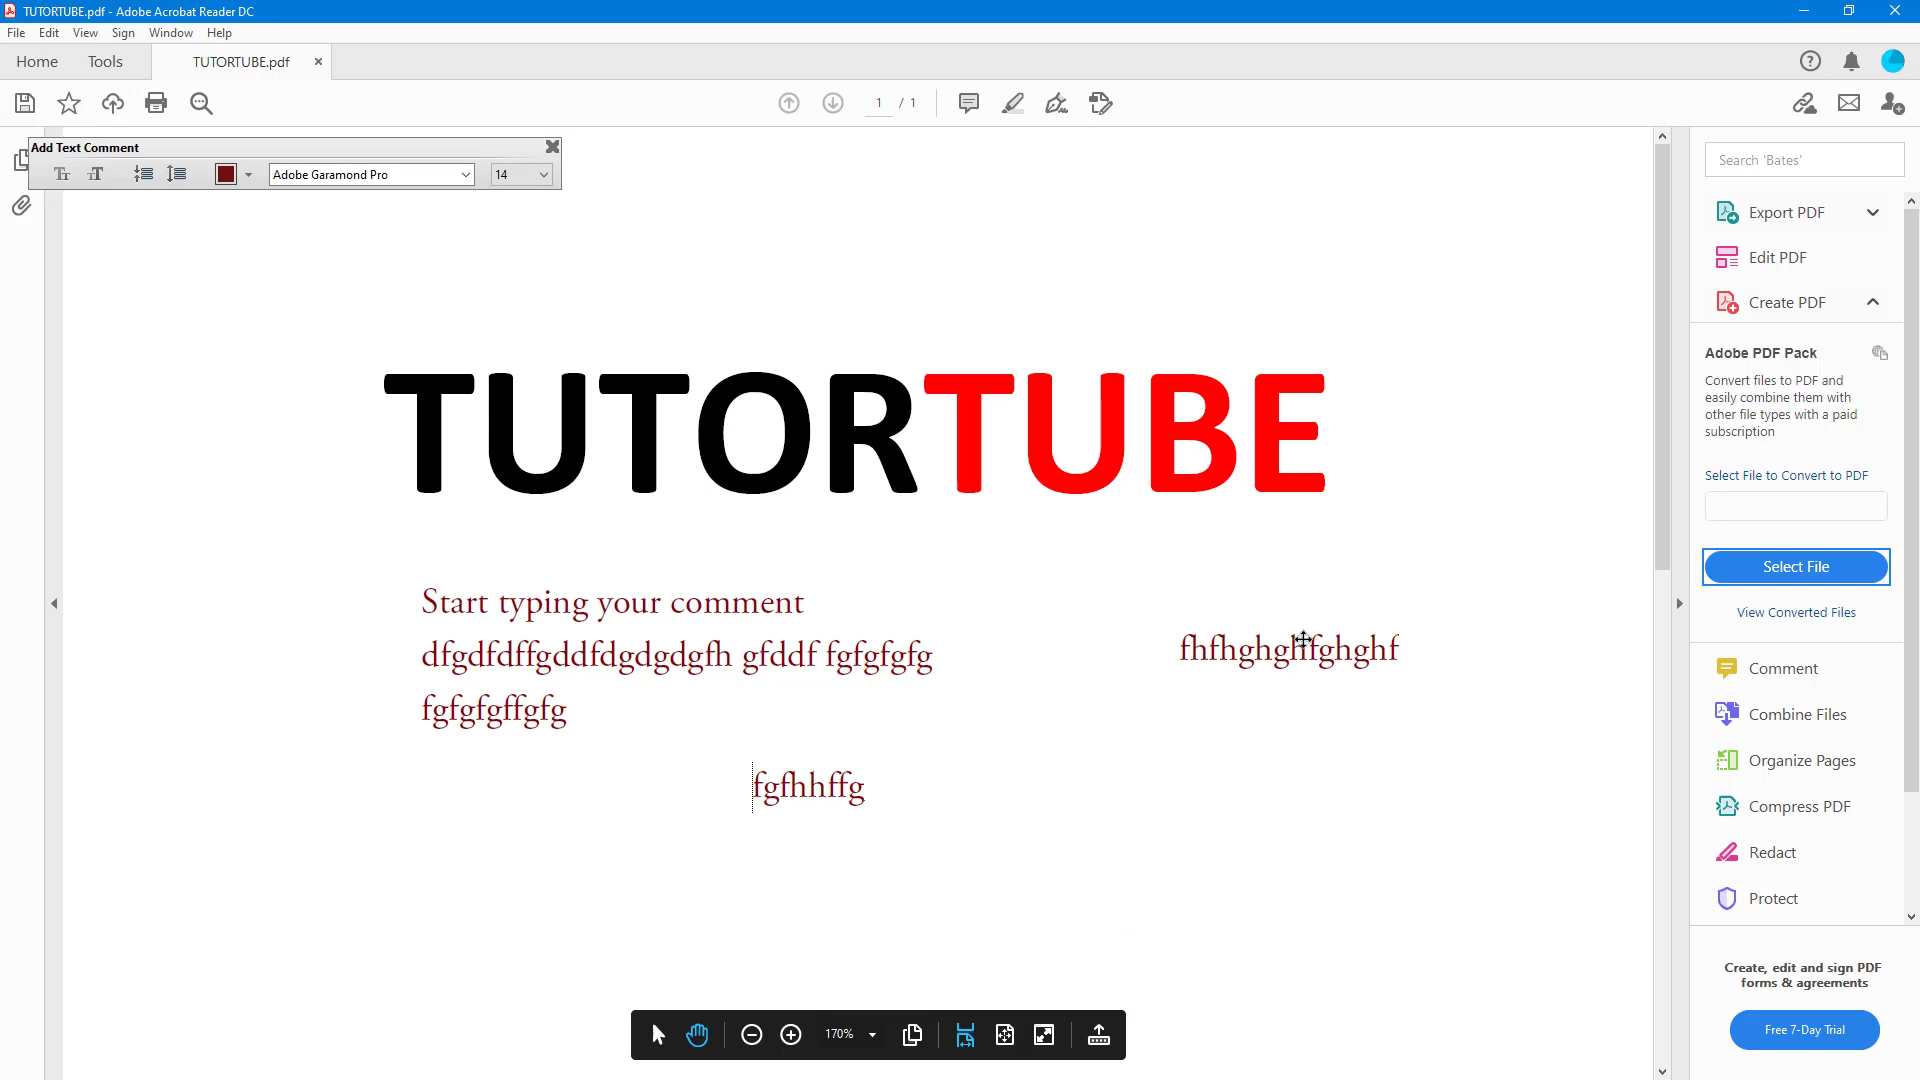 TUTORTUBE.pdf - Adobe Acrobat Reader DC
File Edit View Sign Window Help
Home Tools TUTORTUBE.pdf
1 / 1
Add Text Comment
Adobe Garamond Pro 14
TUTORTUBE
Start typing your comment
dfgdfdffgddfdgdgdgfh gfddf fgfgfgfg
fgfgfgffgfg
fhfhghghfghghf
fgfhhffg
170%
Search 'Bates'
Export PDF
Edit PDF
Create PDF
Adobe PDF Pack
Convert files to PDF and
easily combine them with
other file types with a paid
subscription
Select File to Convert to PDF
Select File
View Converted Files
Comment
Combine Files
Organize Pages
Compress PDF
Redact
Protect
Create, edit and sign PDF
forms & agreements
Free 7-Day Trial